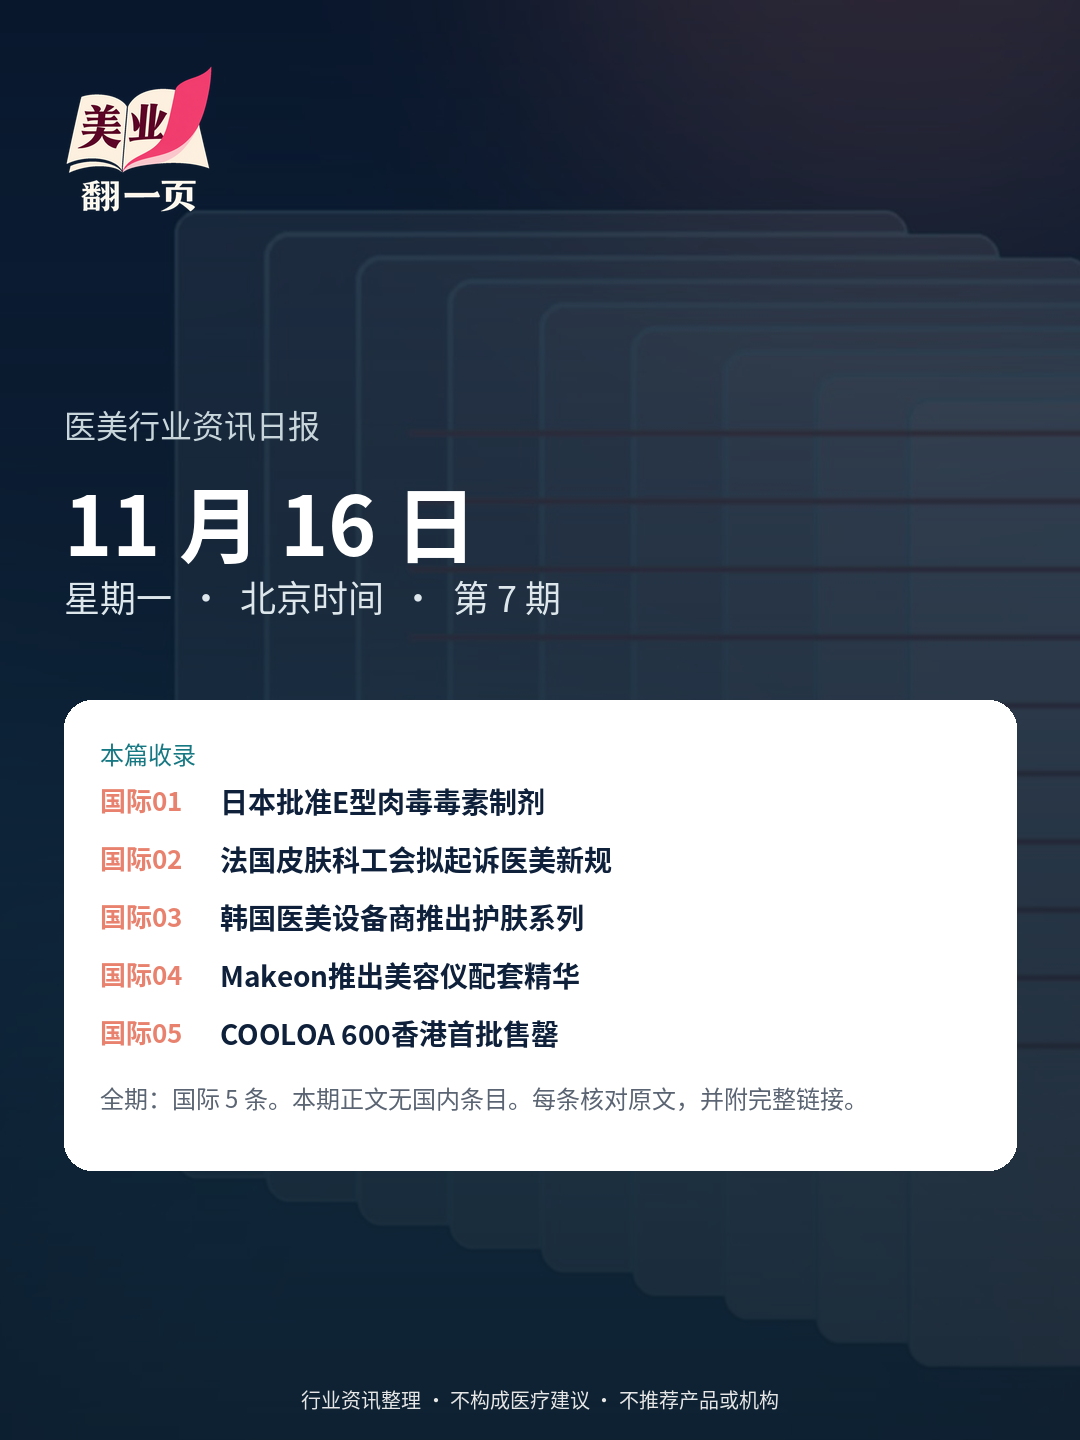 美业
翻一页
医美行业资讯日报
11 月 16 日
星期一 · 北京时间 · 第 7 期
本篇收录
国际01 日本批准E型肉毒毒素制剂
国际02 法国皮肤科工会拟起诉医美新规
国际03 韩国医美设备商推出护肤系列
国际04 Makeon推出美容仪配套精华
国际05 COOLOA 600香港首批售罄
全期：国际 5 条。本期正文无国内条目。每条核对原文，并附完整链接。
行业资讯整理 · 不构成医疗建议 · 不推荐产品或机构